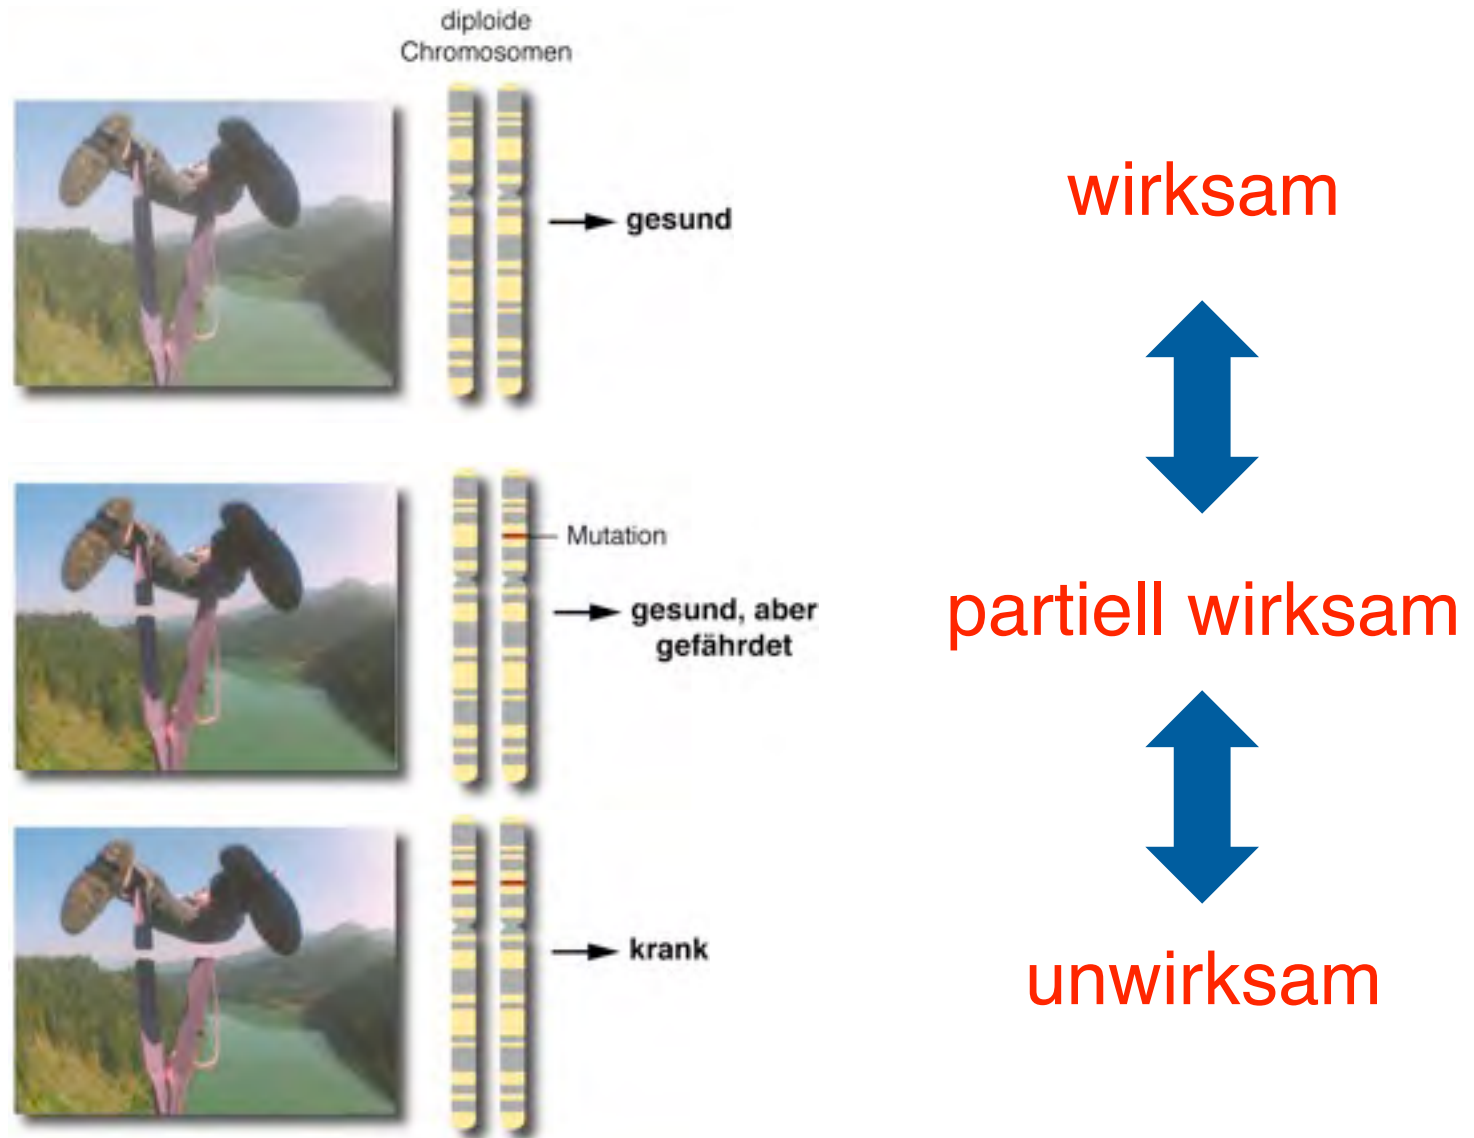 diploide
Chromosomen
gesund
wirksam
Mutation
gesund, aber
gefährdet
partiell wirksam
krank
unwirksam